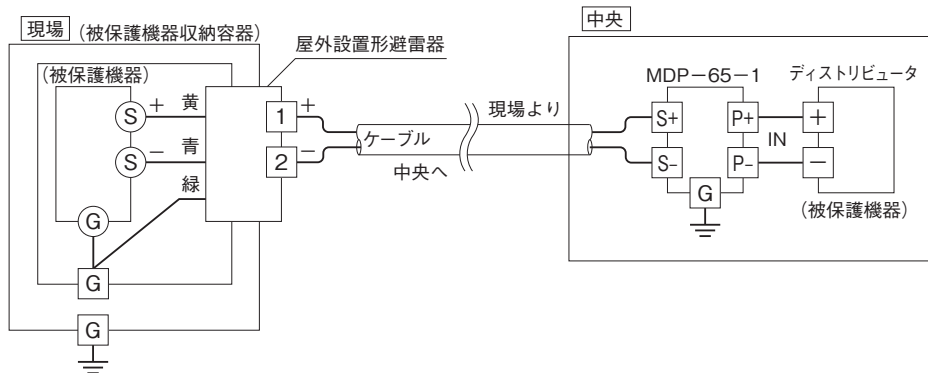 現場 (被保護機器収納容器)
屋外設置形避雷器
(被保護機器)
S + 黄
S − 青
緑
G
G
G
1 +
2 −
ケーブル
現場より
中央へ
中央
MDP−65−1
S+
S−
P+
P−
G
IN
ディストリビュータ
+
−
(被保護機器)